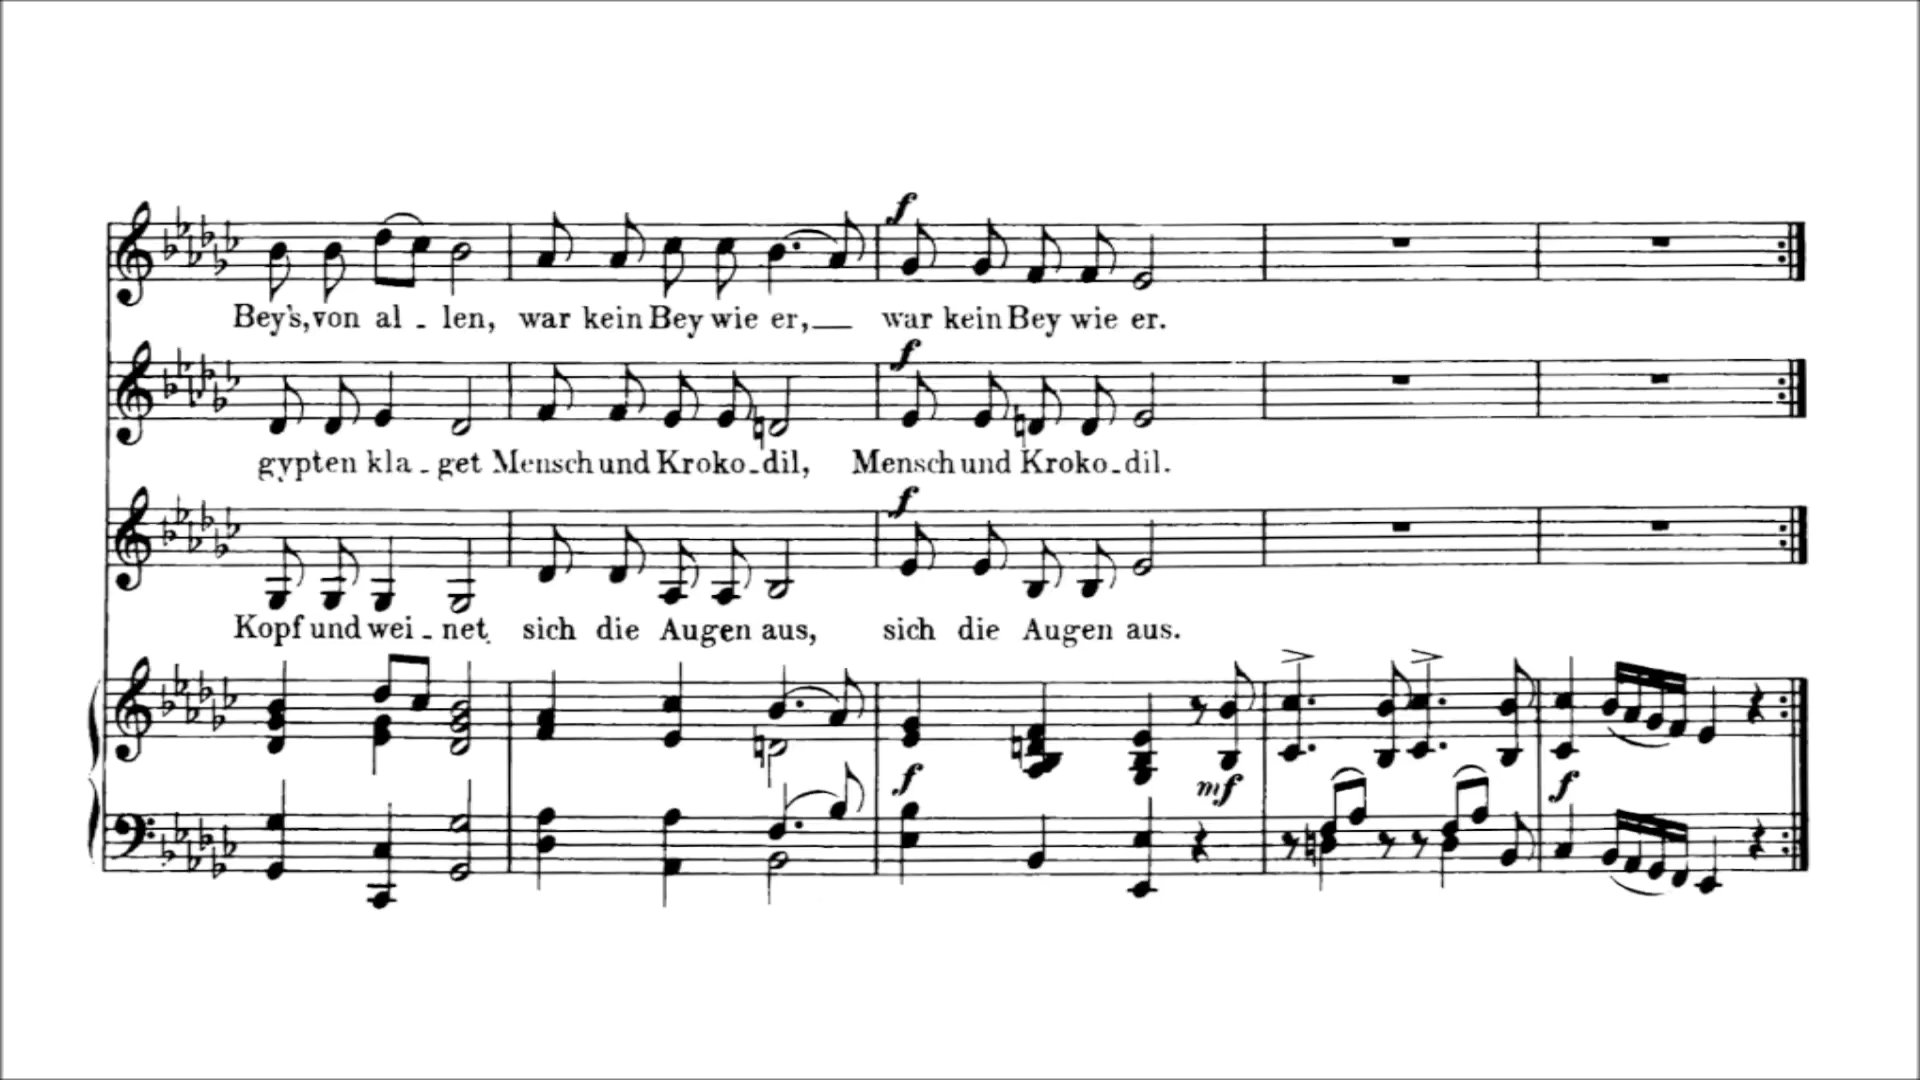 f
Bey's, von al - len, war kein Bey wie er, war kein Bey wie er.
f
gypten kla - get Mensch und Kroko - dil, Mensch und Kroko - dil.
f
Kopf und wei - net sich die Augen aus, sich die Augen aus.
f mf f